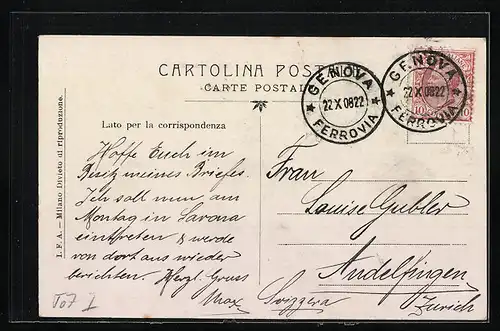 CARTOLINA POSTALE
CARTE POSTALE
GENOVA
22 X 08 22
FERROVIA
GENOVA
22 X 08 22
FERROVIA
10 10
Lato per la corrispondenza
Hoffe Euch im
Besitz meines Briefes.
Ich soll nun am
Montag in Savona
eintreten & werde
von dort aus wieder
berichten. Herzl. Gruss
Max
Frau
Louise Gubler
Andelfingen
Svizzera Zürich
I. F. A. – Milano Divieto di riproduzione.